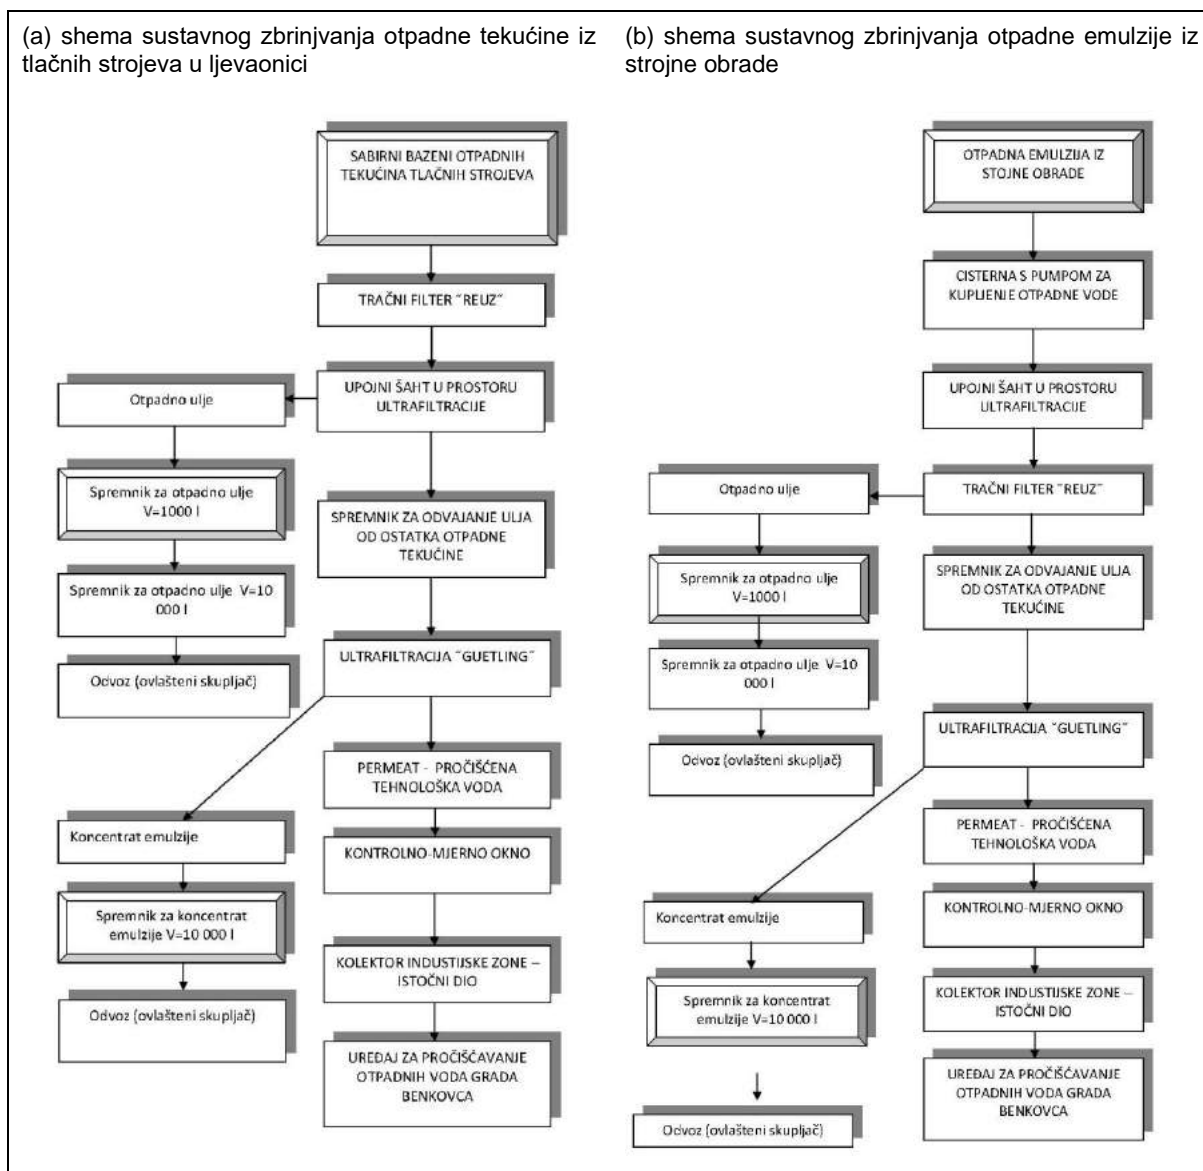 (a) shema sustavnog zbrinjvanja otpadne tekućine iz
tlačnih strojeva u ljevaonici
SABIRNI BAZENI OTPADNIH
TEKUĆINA TLAČNIH STROJEVA
TRAČNI FILTER ˝REUZ˝
UPOJNI ŠAHT U PROSTORU
ULTRAFILTRACIJE
Otpadno ulje
Spremnik za otpadno ulje
V=1000 l
Spremnik za otpadno ulje V=10
000 l
Odvoz (ovlašteni skupljač)
SPREMNIK ZA ODVAJANJE ULJA
OD OSTATKA OTPADNE
TEKUĆINE
ULTRAFILTRACIJA ˝GUETLING˝
PERMEAT - PROČIŠĆENA
TEHNOLOŠKA VODA
Koncentrat emulzije
KONTROLNO-MJERNO OKNO
Spremnik za koncentrat
emulzije V=10 000 l
KOLEKTOR INDUSTIJSKE ZONE –
ISTOČNI DIO
Odvoz (ovlašteni skupljač)
UREĐAJ ZA PROČIŠĆAVANJE
OTPADNIH VODA GRADA
BENKOVCA
(b) shema sustavnog zbrinjvanja otpadne emulzije iz
strojne obrade
OTPADNA EMULZIJA IZ
STOJNE OBRADE
CISTERNA S PUMPOM ZA
KUPLJENJE OTPADNE VODE
UPOJNI ŠAHT U PROSTORU
ULTRAFILTRACIJE
Otpadno ulje
TRAČNI FILTER ˝REUZ˝
Spremnik za otpadno ulje
V=1000 l
SPREMNIK ZA ODVAJANJE ULJA
OD OSTATKA OTPADNE
TEKUĆINE
Spremnik za otpadno ulje V=10
000 l
Odvoz (ovlašteni skupljač)
ULTRAFILTRACIJA ˝GUETLING˝
PERMEAT - PROČIŠĆENA
TEHNOLOŠKA VODA
Koncentrat emulzije
KONTROLNO-MJERNO OKNO
Spremnik za koncentrat
emulzije V=10 000 l
KOLEKTOR INDUSTIJSKE ZONE –
ISTOČNI DIO
UREĐAJ ZA PROČIŠĆAVANJE
OTPADNIH VODA GRADA
BENKOVCA
Odvoz (ovlašteni skupljač)